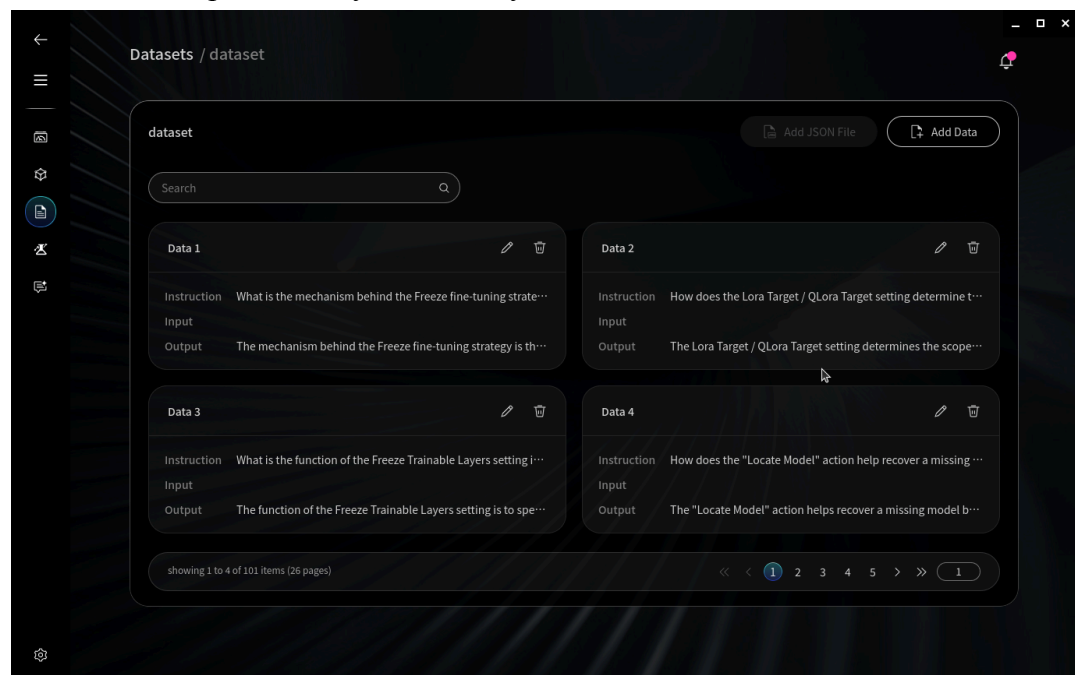 Datasets / dataset
dataset
Add JSON File
Add Data
Search
Data 1
Instruction What is the mechanism behind the Freeze fine-tuning strate···
Input
Output The mechanism behind the Freeze fine-tuning strategy is th···
Data 2
Instruction How does the Lora Target / QLora Target setting determine t···
Input
Output The Lora Target / QLora Target setting determines the scope···
Data 3
Instruction What is the function of the Freeze Trainable Layers setting i···
Input
Output The function of the Freeze Trainable Layers setting is to spe···
Data 4
Instruction How does the "Locate Model" action help recover a missing ···
Input
Output The "Locate Model" action helps recover a missing model b···
showing 1 to 4 of 101 items (26 pages)
« < 1 2 3 4 5 > » 1